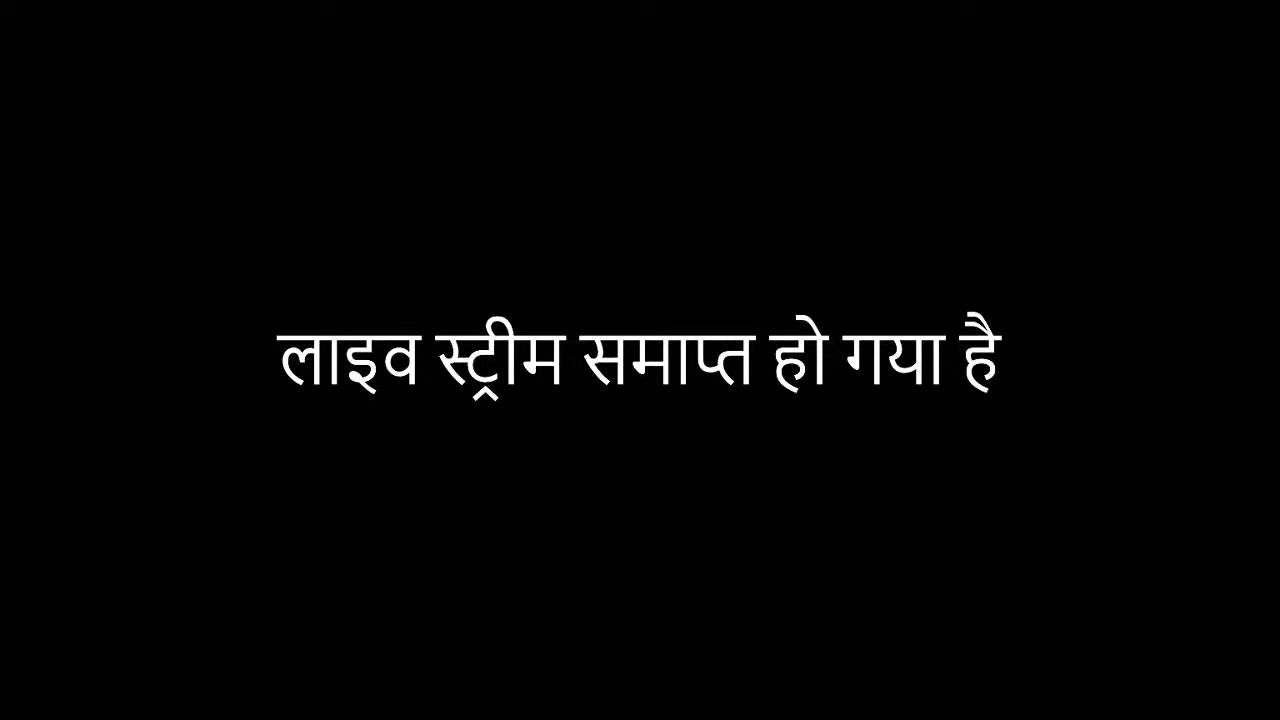 लाइव स्ट्रीम समाप्त हो गया है